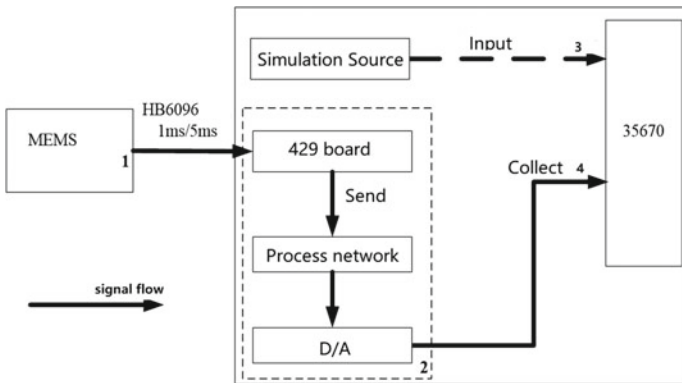 Simulation Source
Input
3
35670
HB6096
1ms/5ms
MEMS
1
429 board
Collect
4
Send
Process network
signal flow
D/A
2